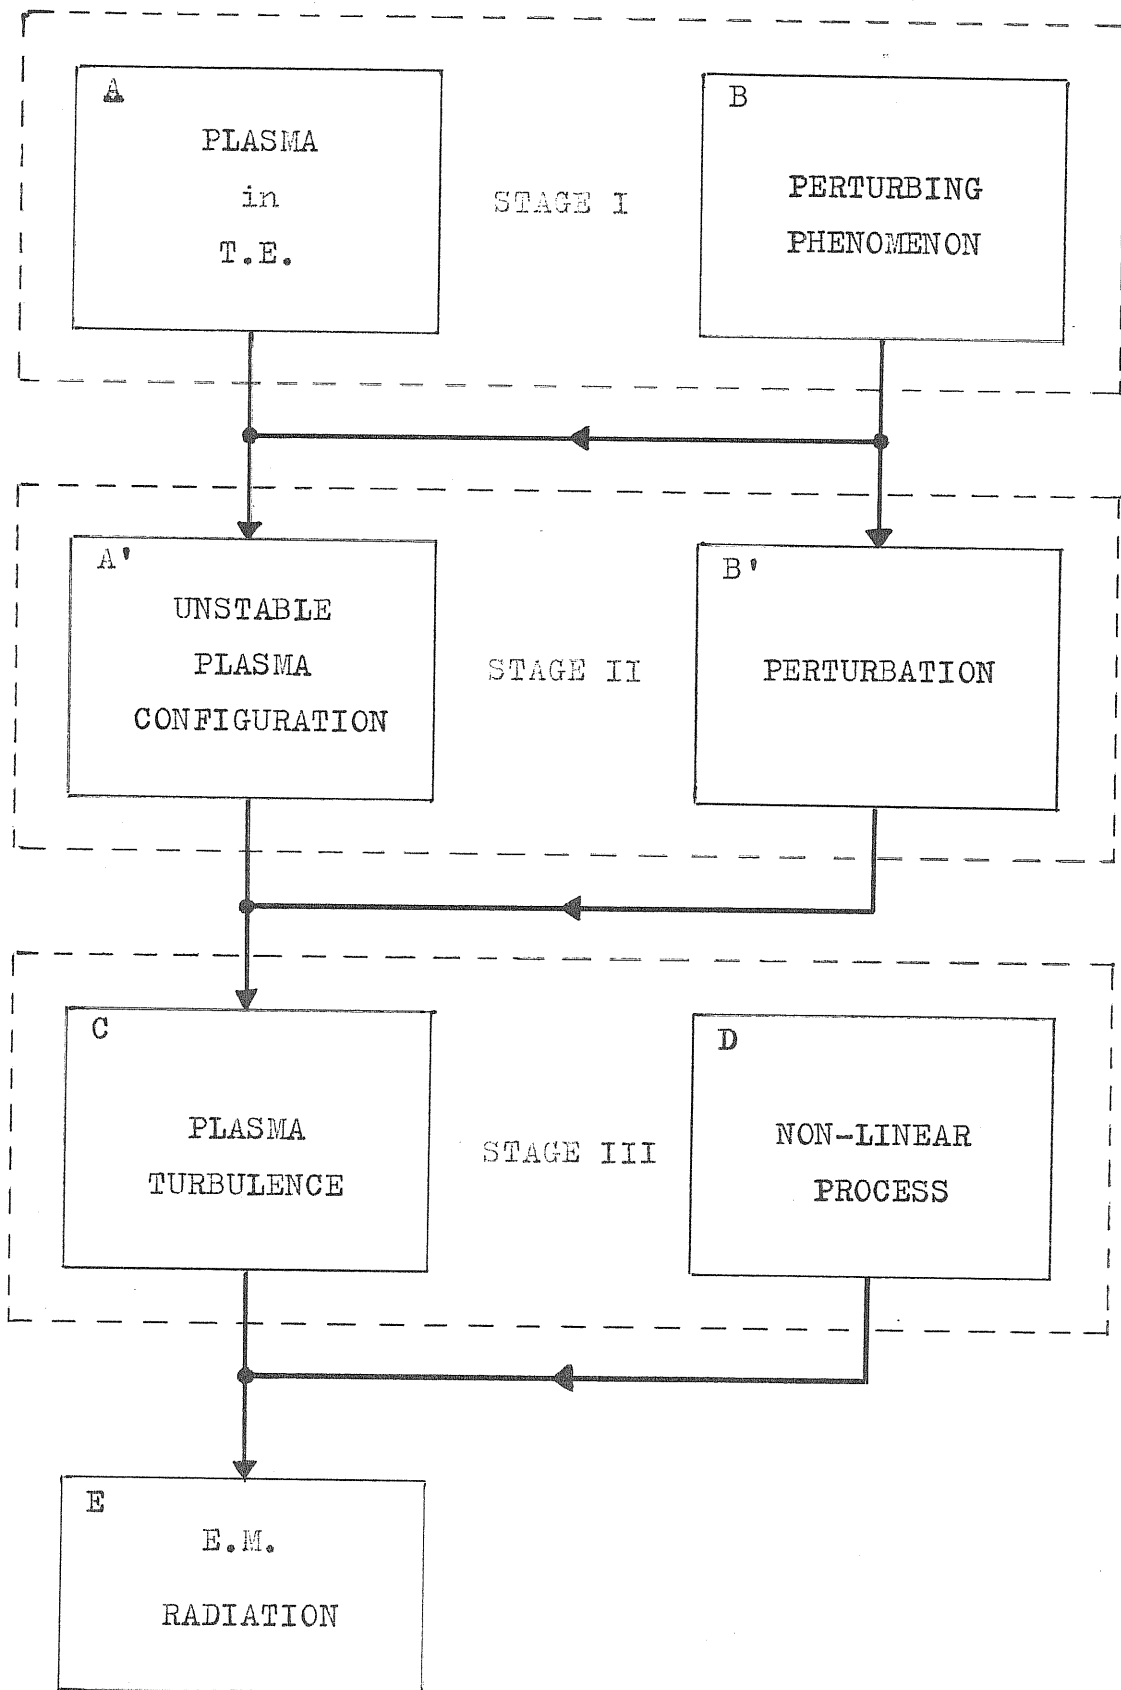 A
PLASMA
in
T.E.
STAGE I
B
PERTURBING
PHENOMENON
A'
UNSTABLE
PLASMA
CONFIGURATION
STAGE II
B'
PERTURBATION
C
PLASMA
TURBULENCE
STAGE III
D
NON-LINEAR
PROCESS
E
E.M.
RADIATION